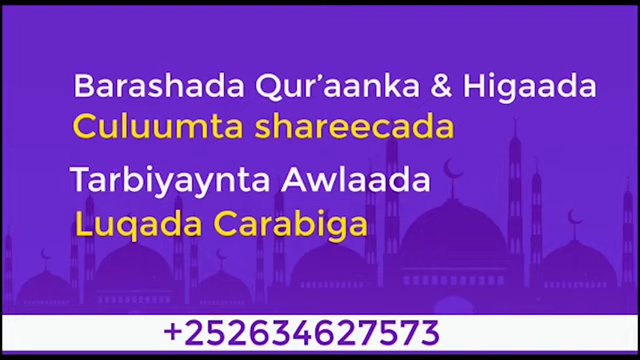 Barashada Qur’aanka & Higaada
Culuumta shareecada
Tarbiyaynta Awlaada
Luqada Carabiga
+252634627573